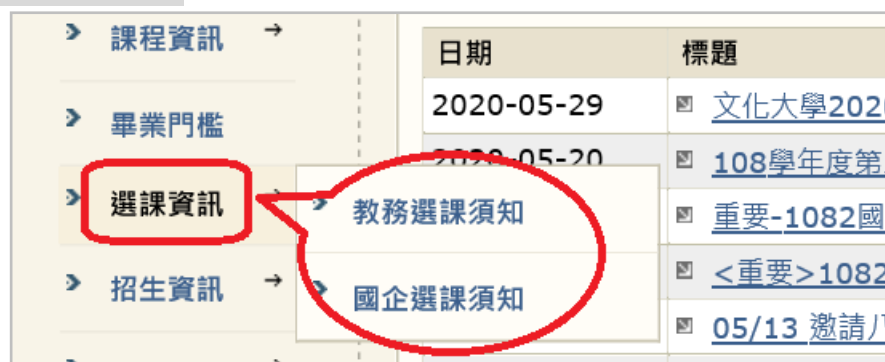 課程資訊
畢業門檻
選課資訊
招生資訊
教務選課須知
國企選課須知
日期 標題
2020-05-29 文化大學202
2020-05-20 108學年度第
重要-1082國
<重要>1082
05/13 邀請